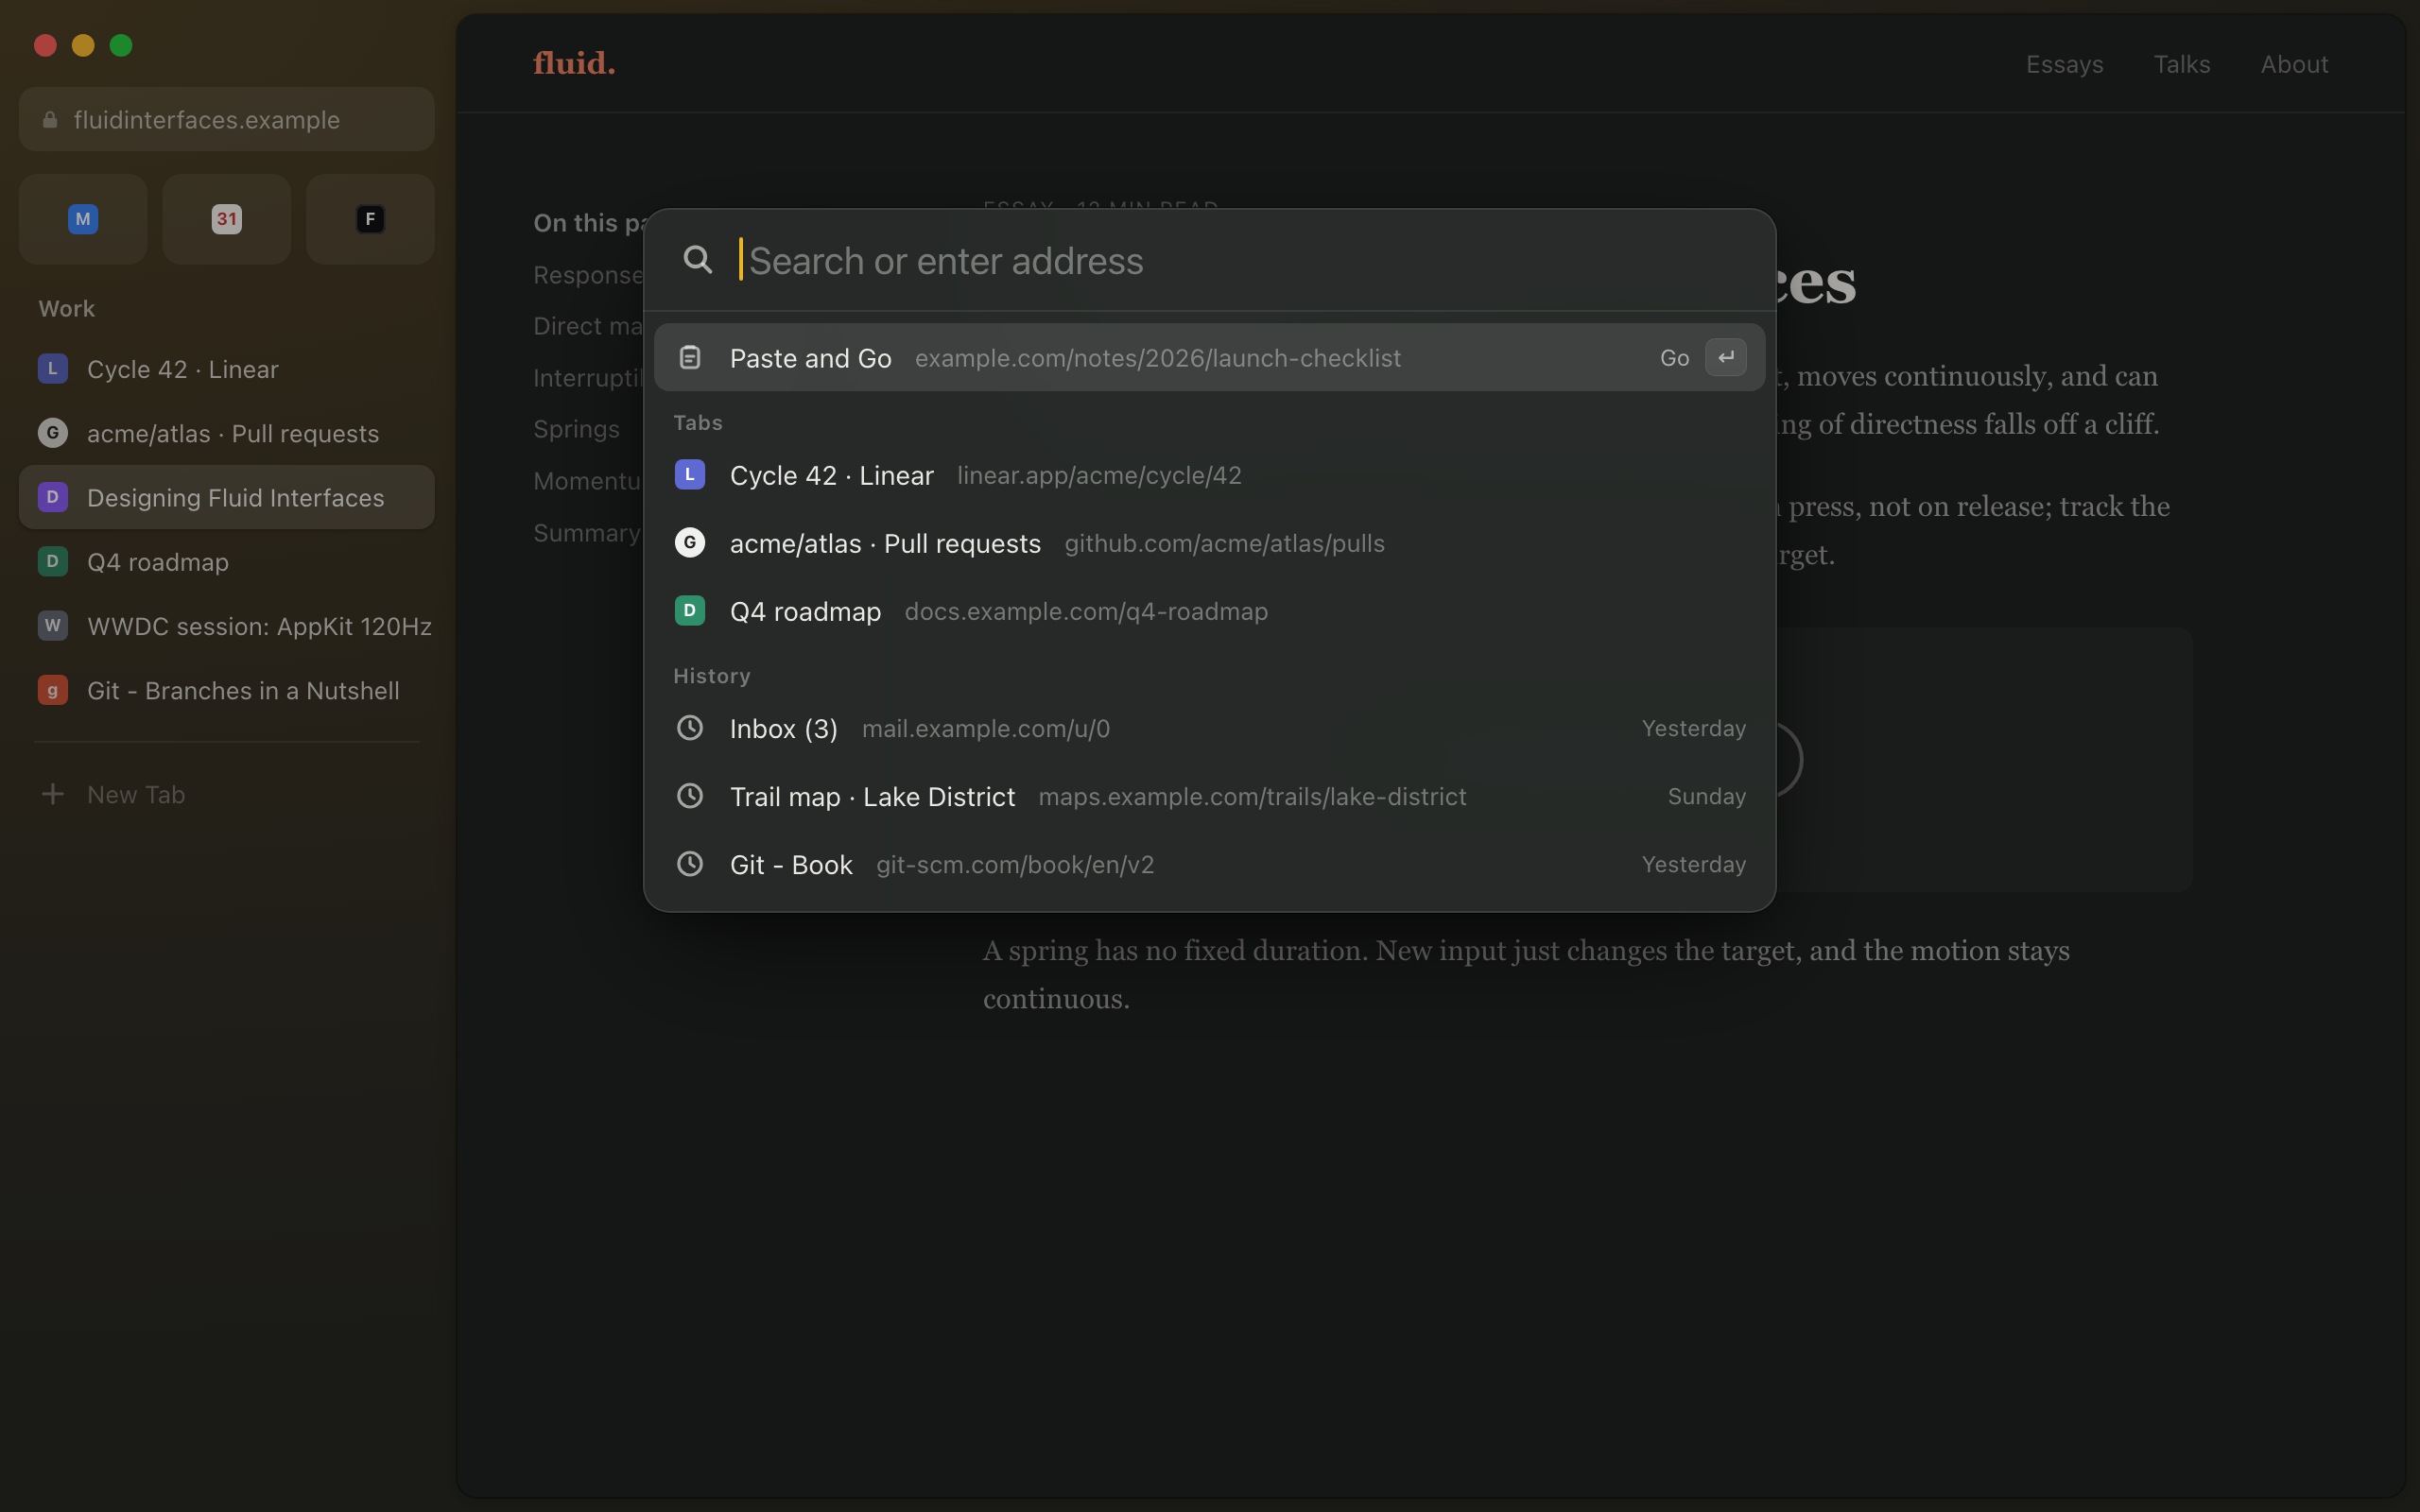 fluidinterfaces.example
M
31
F
Work
L Cycle 42 · Linear
G acme/atlas · Pull requests
D Designing Fluid Interfaces
D Q4 roadmap
W WWDC session: AppKit 120Hz
g Git - Branches in a Nutshell
New Tab
fluid.
Essays Talks About
On this
Direct
Springs
Summary
Search or enter address
Paste and Go example.com/notes/2026/launch-checklist Go
Tabs
L Cycle 42 · Linear linear.app/acme/cycle/42
G acme/atlas · Pull requests github.com/acme/atlas/pulls
D Q4 roadmap docs.example.com/q4-roadmap
History
Inbox (3) mail.example.com/u/0 Yesterday
Trail map · Lake District maps.example.com/trails/lake-district Sunday
Git - Book git-scm.com/book/en/v2 Yesterday
moves continuously, and can
of directness falls off a cliff.
press, not on release; track the
A spring has no fixed duration. New input just changes the target, and the motion stays
continuous.